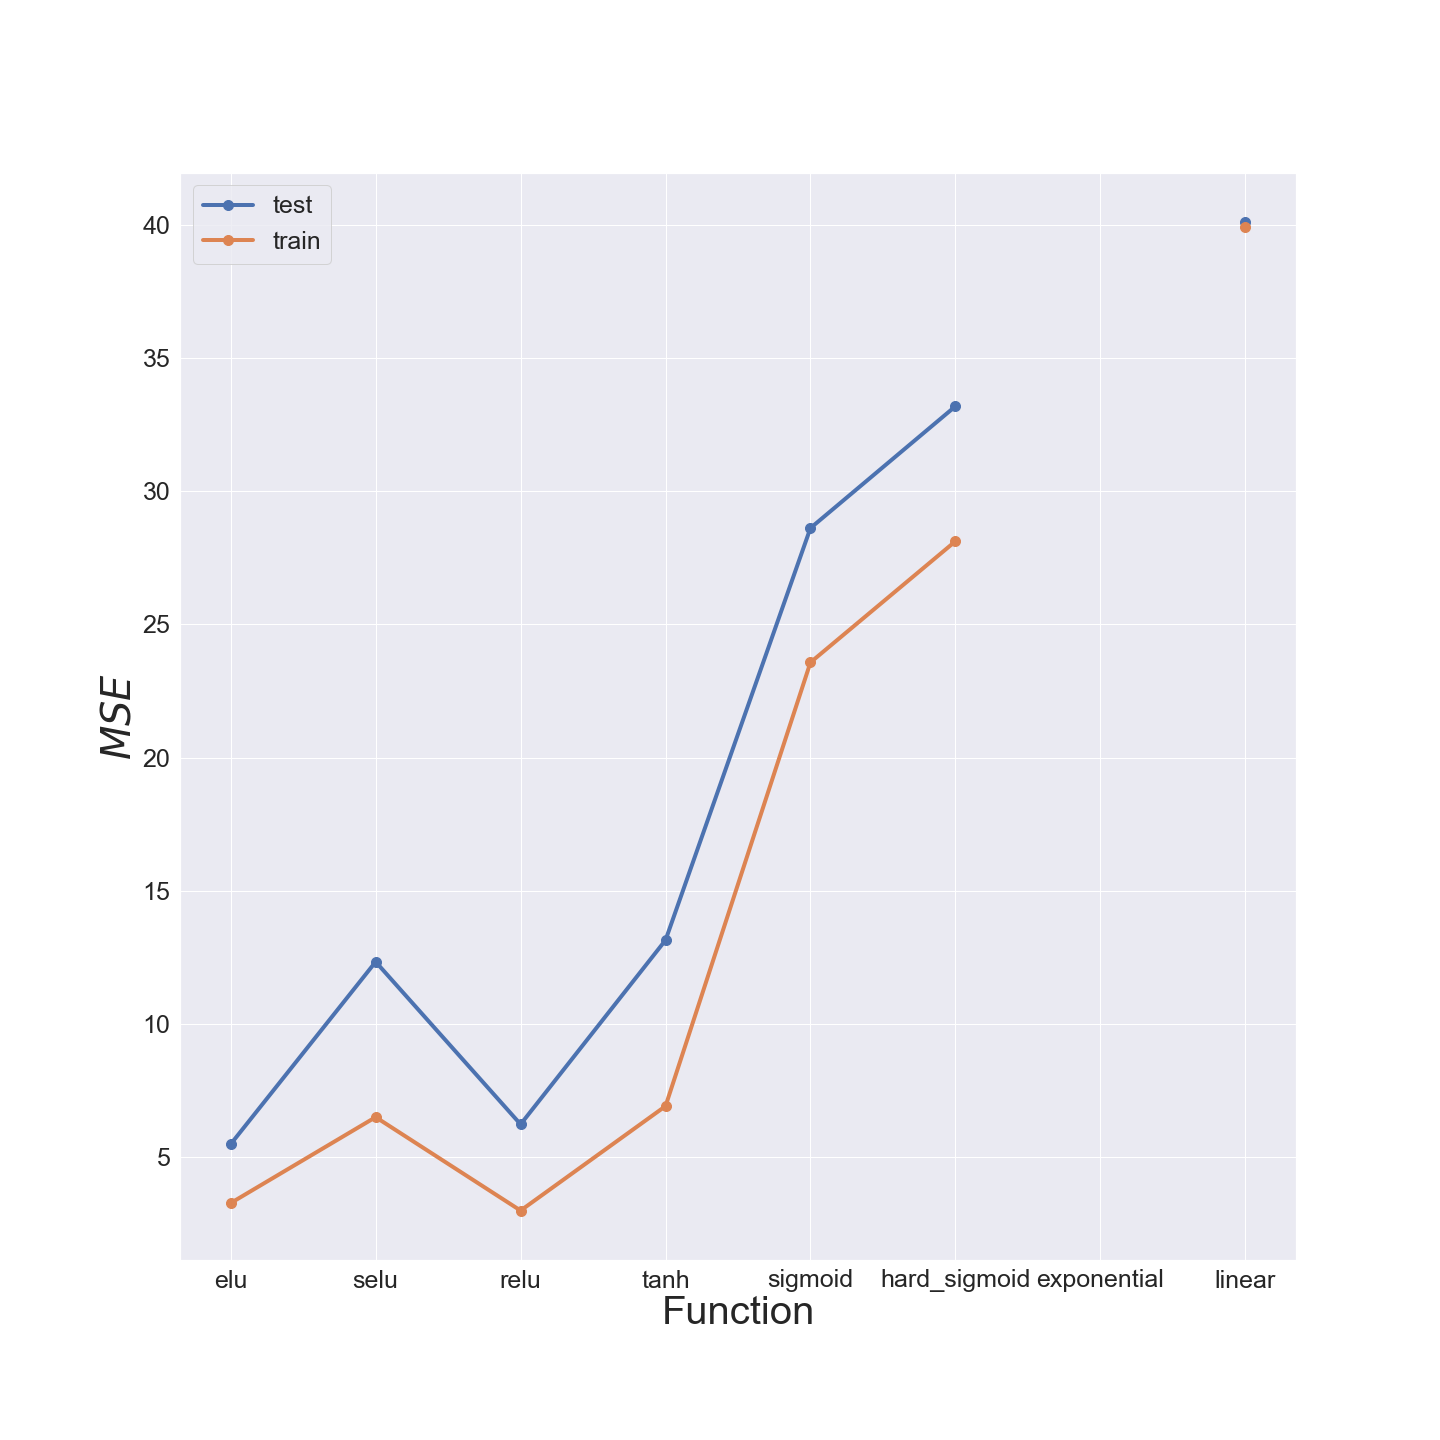 test
train
40
35
30
25
20
15
10
5
MSE
elu selu relu tanh sigmoid hard_sigmoid exponential linear
Function